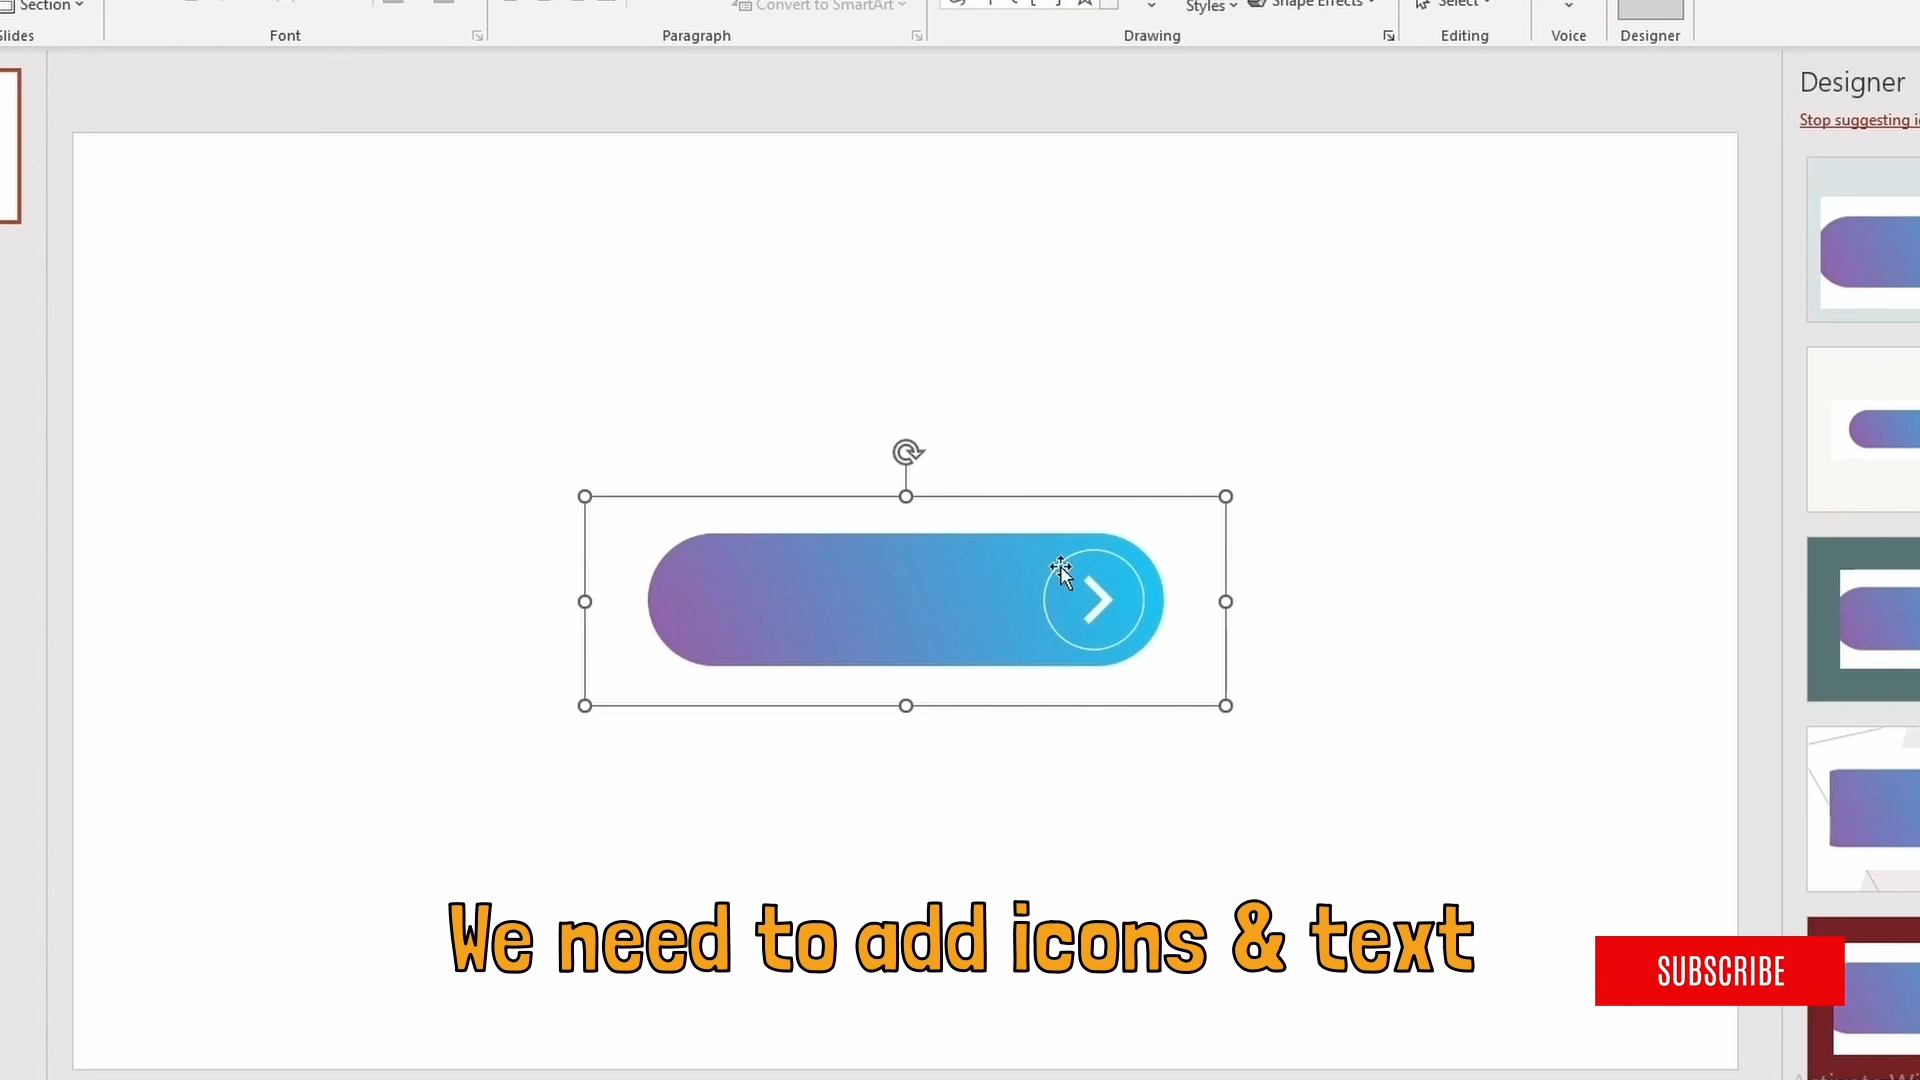 Section
Convert to SmartArt
Styles
Shape Effects
Select
Slides
Font
Paragraph
Drawing
Editing
Voice
Designer
Designer
Stop suggesting
We need to add icons & text
SUBSCRIBE